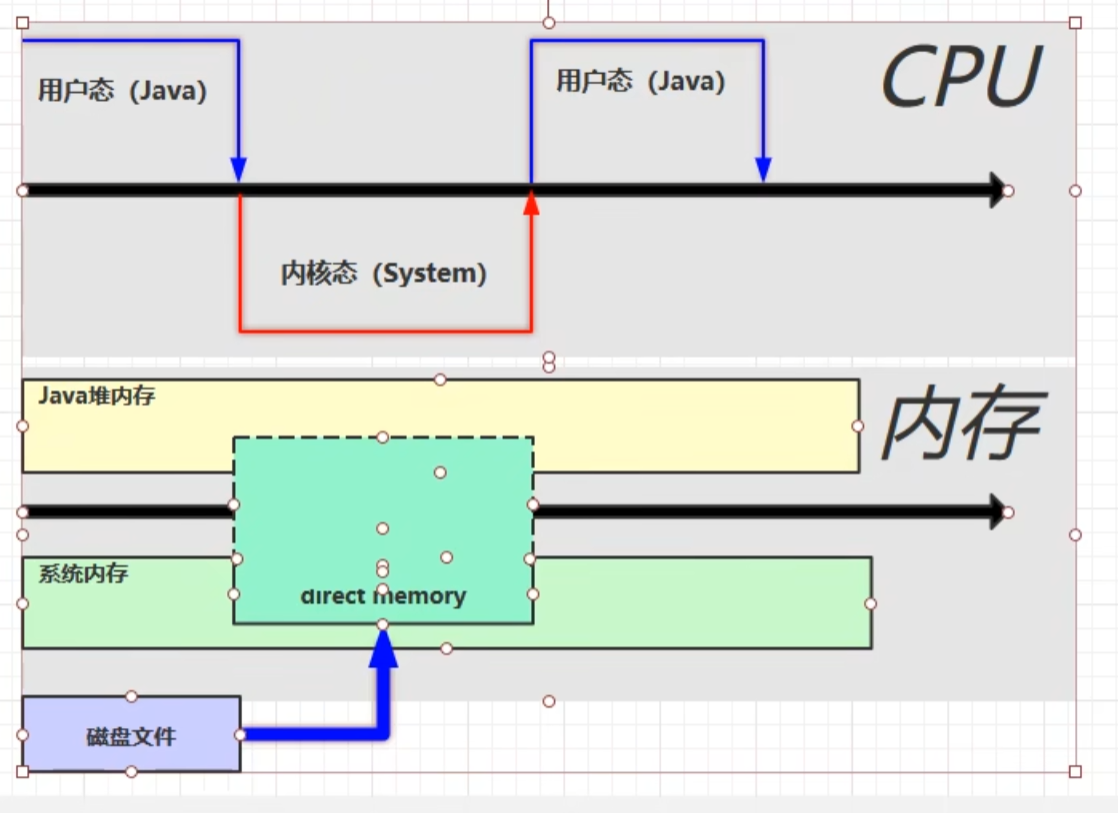 用户态（Java）
用户态（Java）
CPU
内核态（System）
Java堆内存
内存
系统内存
direct memory
磁盘文件